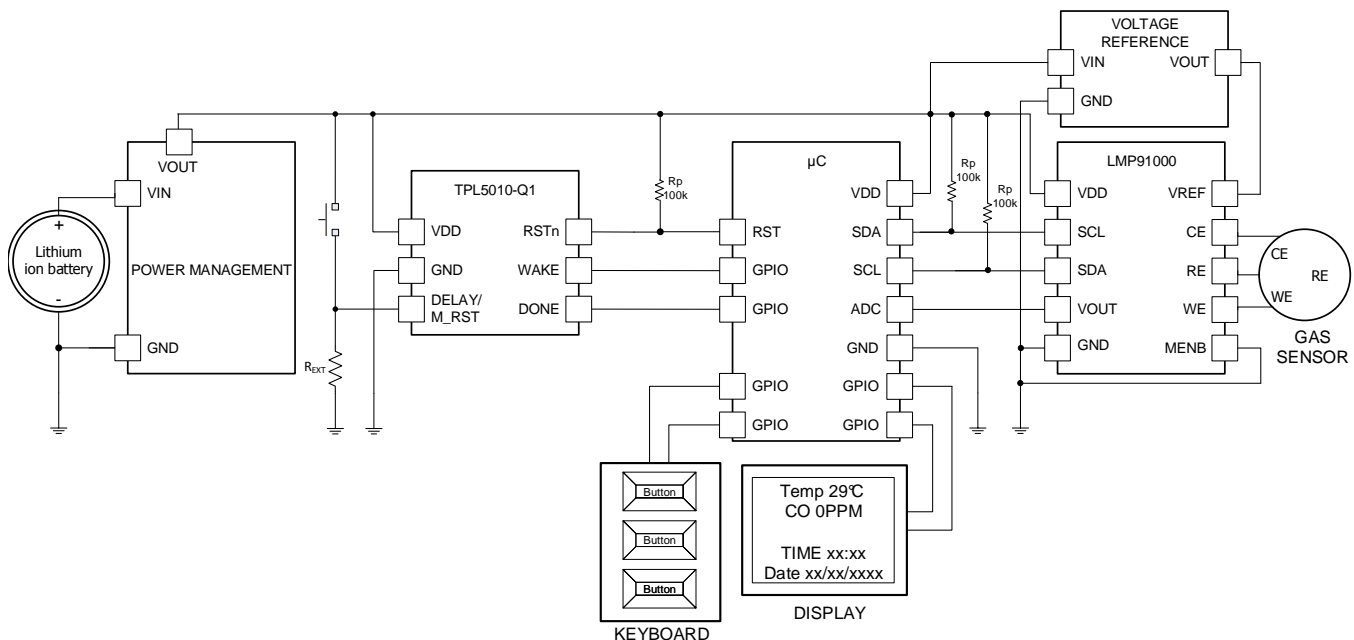 VOLTAGE
REFERENCE
VIN
VOUT
GND
VOUT
VIN
Lithium
ion battery
+
-
POWER MANAGEMENT
GND
REXT
TPL5010-Q1
VDD
RSTn
GND
WAKE
DELAY/
M_RST
DONE
Rp
100k
µC
VDD
RST
SDA
GPIO
SCL
GPIO
ADC
GND
GPIO
GPIO
GPIO
GPIO
Rp
100k
Rp
100k
LMP91000
VDD
VREF
SCL
CE
SDA
RE
VOUT
WE
GND
MENB
CE
RE
WE
GAS
SENSOR
Button
Button
Button
KEYBOARD
Temp 29°C
CO 0PPM
TIME xx:xx
Date xx/xx/xxxx
DISPLAY